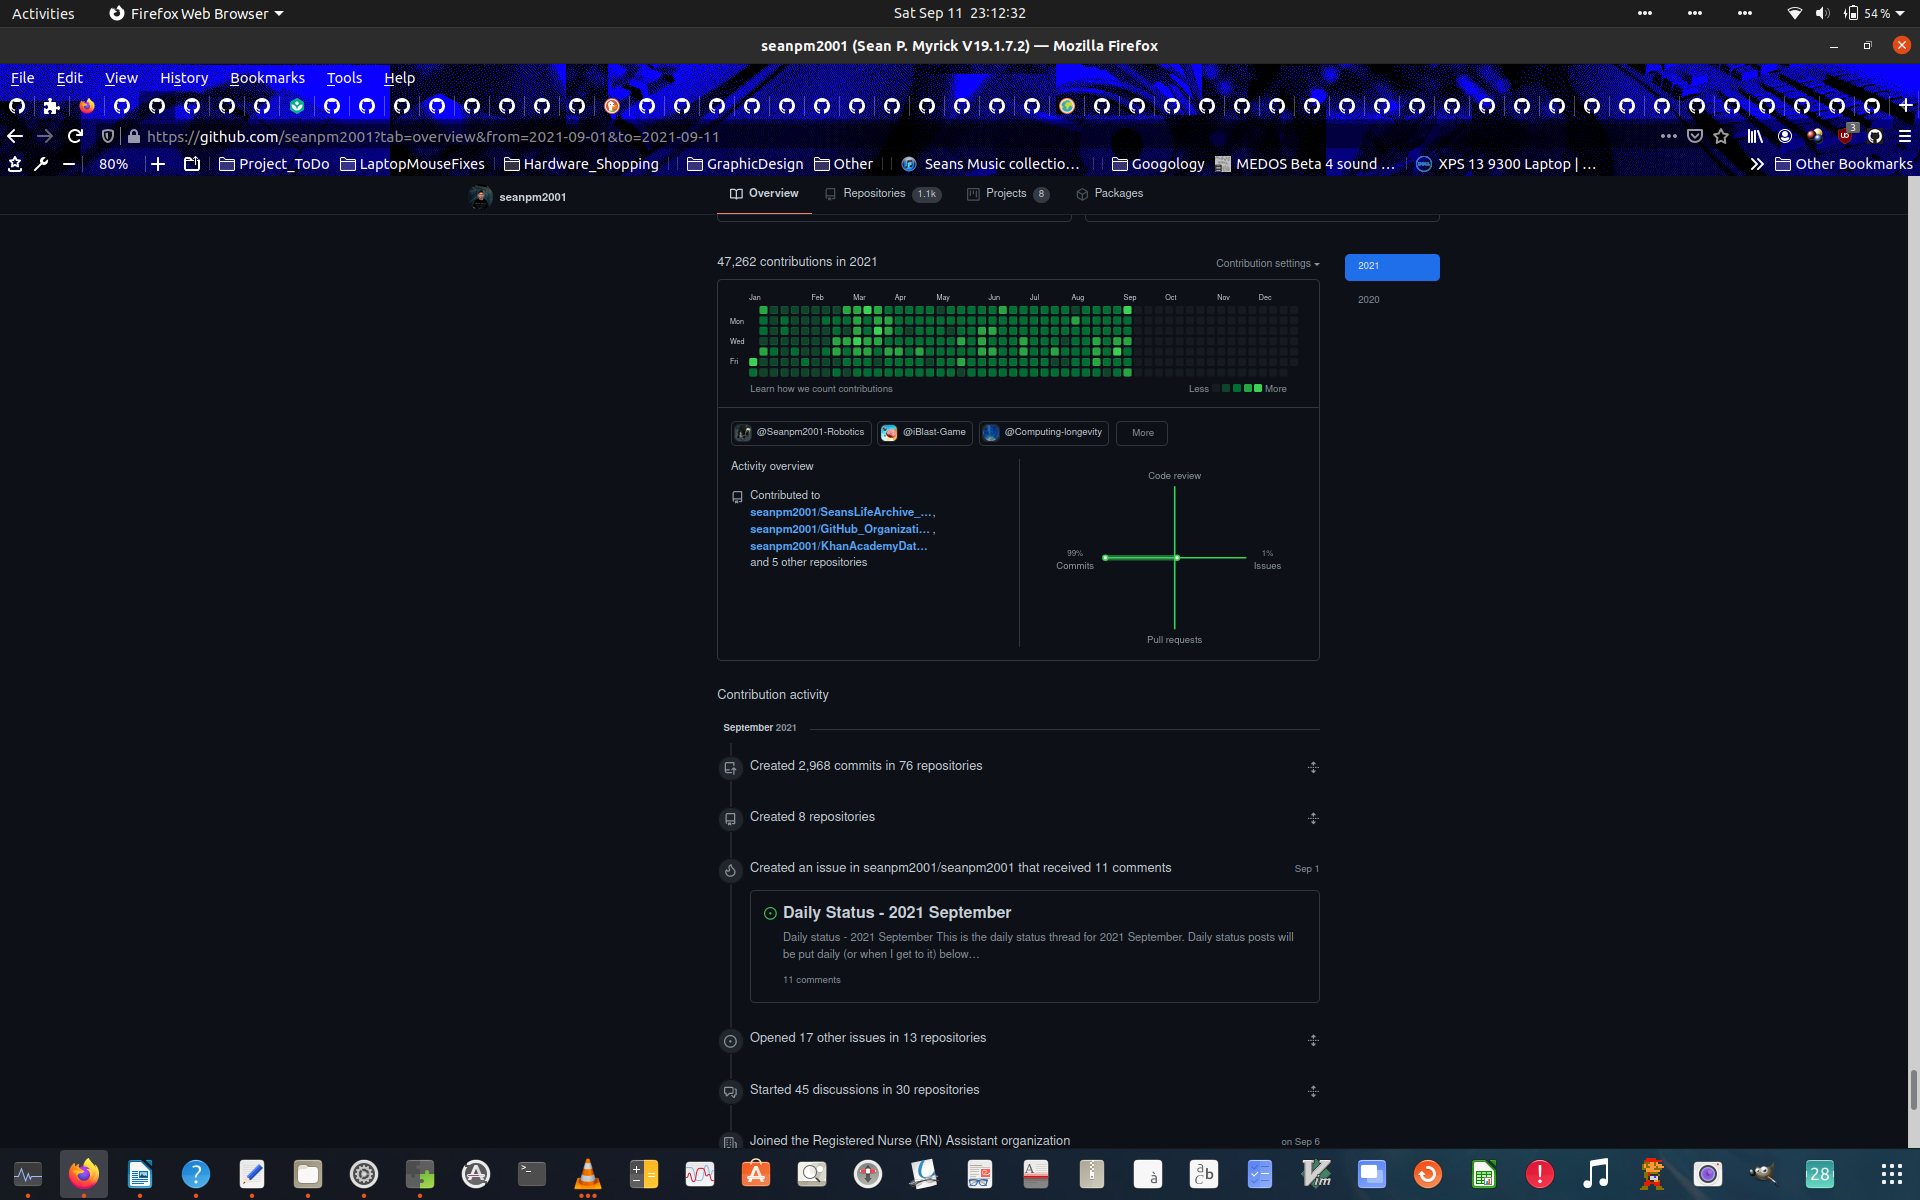 Activities
Firefox Web Browser
Sat Sep 11 23:12:32
54 %
seanpm2001 (Sean P. Myrick V19.1.7.2) — Mozilla Firefox
File Edit View History Bookmarks Tools Help
https://github.com/seanpm2001?tab=overview&from=2021-09-01&to=2021-09-11
3
80%
Project_ToDo
LaptopMouseFixes
Hardware_Shopping
GraphicDesign
Other
Seans Music collectio…
Googology
MEDOS Beta 4 sound …
XPS 13 9300 Laptop | …
Other Bookmarks
seanpm2001
Overview
Repositories 1.1k
Projects 8
Packages
47,262 contributions in 2021
Contribution settings
2021
2020
Jan Feb Mar Apr May Jun Jul Aug Sep Oct Nov Dec
Mon
Wed
Fri
Learn how we count contributions
Less
More
@Seanpm2001-Robotics
@iBlast-Game
@Computing-longevity
More
Activity overview
Contributed to
seanpm2001/SeansLifeArchive_…,
seanpm2001/GitHub_Organizati… ,
seanpm2001/KhanAcademyDat…
and 5 other repositories
Code review
99%
Commits
1%
Issues
Pull requests
Contribution activity
September 2021
Created 2,968 commits in 76 repositories
Created 8 repositories
Created an issue in seanpm2001/seanpm2001 that received 11 comments
Sep 1
Daily Status - 2021 September
Daily status - 2021 September This is the daily status thread for 2021 September. Daily status posts will
be put daily (or when I get to it) below…
11 comments
Opened 17 other issues in 13 repositories
Started 45 discussions in 30 repositories
Joined the Registered Nurse (RN) Assistant organization
on Sep 6
28